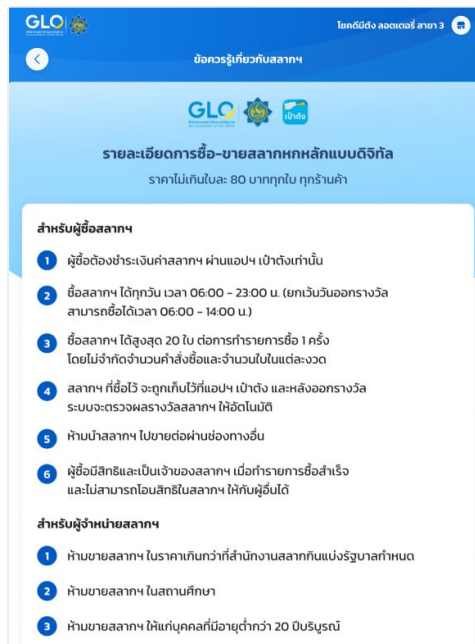 GLO
โชคดีมีตัง ลอตเตอรี่ สาขา 3
ข้อควรรู้เกี่ยวกับสลากฯ
GLO
เป๋าตัง
รายละเอียดการซื้อ-ขายสลากหกหลักแบบดิจิทัล
ราคาไม่เกินใบละ 80 บาททุกใบ ทุกร้านค้า
สำหรับผู้ซื้อสลากฯ
1 ผู้ซื้อต้องชำระเงินค่าสลากฯ ผ่านแอปฯ เป๋าตังเท่านั้น
2 ซื้อสลากฯ ได้ทุกวัน เวลา 06:00 - 23:00 น. (ยกเว้นวันออกรางวัล
สามารถซื้อได้เวลา 06:00 - 14:00 น.)
3 ซื้อสลากฯ ได้สูงสุด 20 ใบ ต่อการทำรายการซื้อ 1 ครั้ง
โดยไม่จำกัดจำนวนคำสั่งซื้อและจำนวนใบในแต่ละงวด
4 สลากฯ ที่ซื้อไว้ จะถูกเก็บไว้ที่แอปฯ เป๋าตัง และหลังออกรางวัล
ระบบจะตรวจผลรางวัลสลากฯ ให้อัตโนมัติ
5 ห้ามนำสลากฯ ไปขายต่อผ่านช่องทางอื่น
6 ผู้ซื้อมีสิทธิและเป็นเจ้าของสลากฯ เมื่อทำรายการซื้อสำเร็จ
และไม่สามารถโอนสิทธิในสลากฯ ให้กับผู้อื่นได้
สำหรับผู้จำหน่ายสลากฯ
1 ห้ามขายสลากฯ ในราคาเกินกว่าที่สำนักงานสลากกินแบ่งรัฐบาลกำหนด
2 ห้ามขายสลากฯ ในสถานศึกษา
3 ห้ามขายสลากฯ ให้แก่บุคคลที่มีอายุต่ำกว่า 20 ปีบริบูรณ์